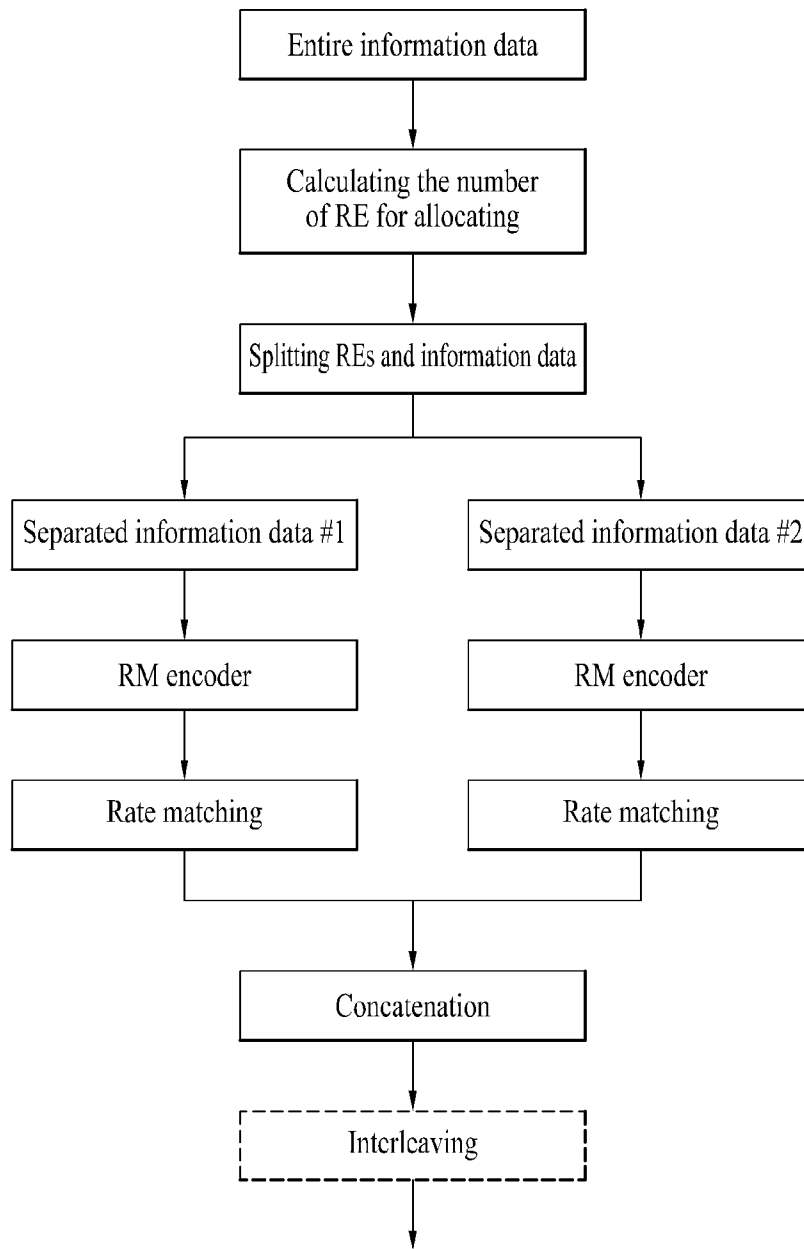 Entire information data
Calculating the number
of RE for allocating
Splitting REs and information data
Separated information data #1
Separated information data #2
RM encoder
RM encoder
Rate matching
Rate matching
Concatenation
Interleaving